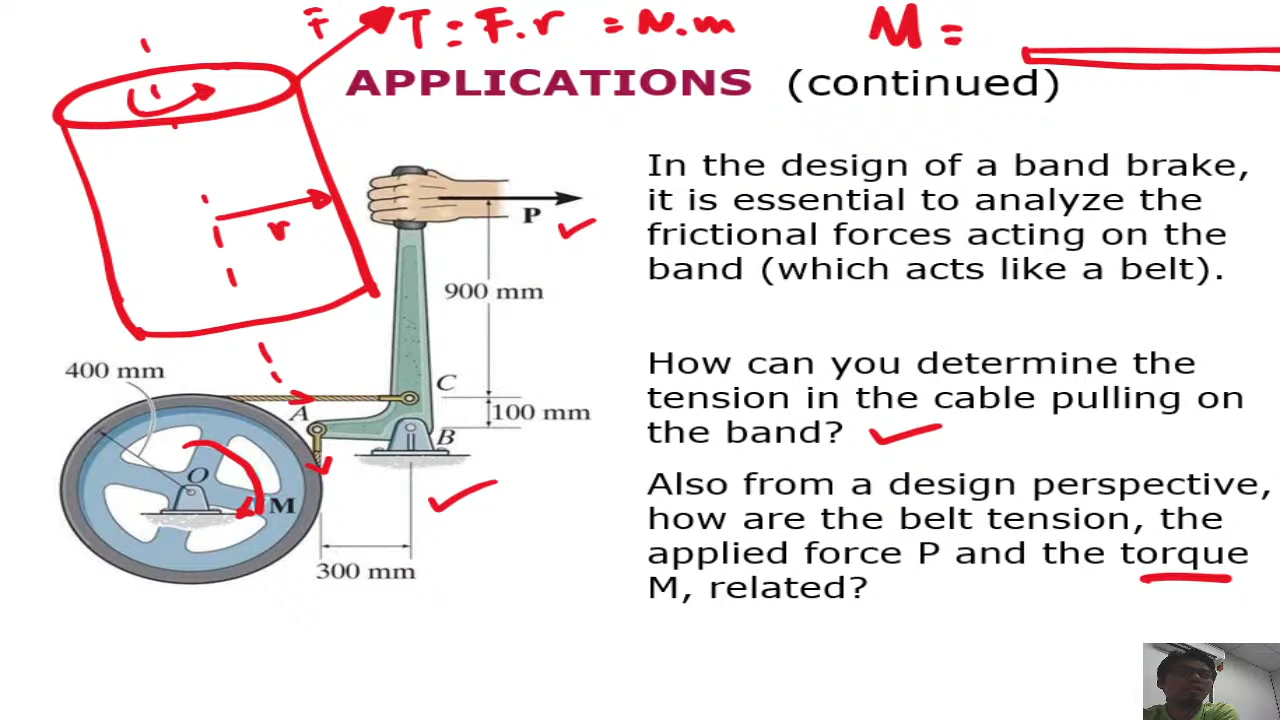 F T = F.r = N.m M =
APPLICATIONS (continued)
In the design of a band brake,
it is essential to analyze the
frictional forces acting on the
band (which acts like a belt).
How can you determine the
tension in the cable pulling on
the band?
Also from a design perspective,
how are the belt tension, the
applied force P and the torque
M, related?
r
P
900 mm
400 mm
C
A
100 mm
B
O
M
300 mm